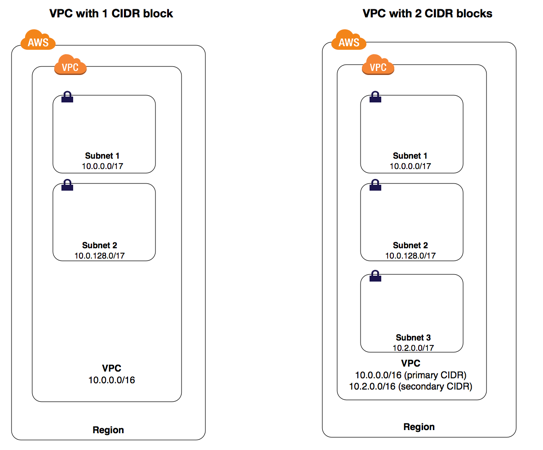 VPC with 1 CIDR block
AWS
VPC
Subnet 1
10.0.0.0/17
Subnet 2
10.0.128.0/17
VPC
10.0.0.0/16
Region
VPC with 2 CIDR blocks
AWS
VPC
Subnet 1
10.0.0.0/17
Subnet 2
10.0.128.0/17
Subnet 3
10.2.0.0/17
VPC
10.0.0.0/16 (primary CIDR)
10.2.0.0/16 (secondary CIDR)
Region